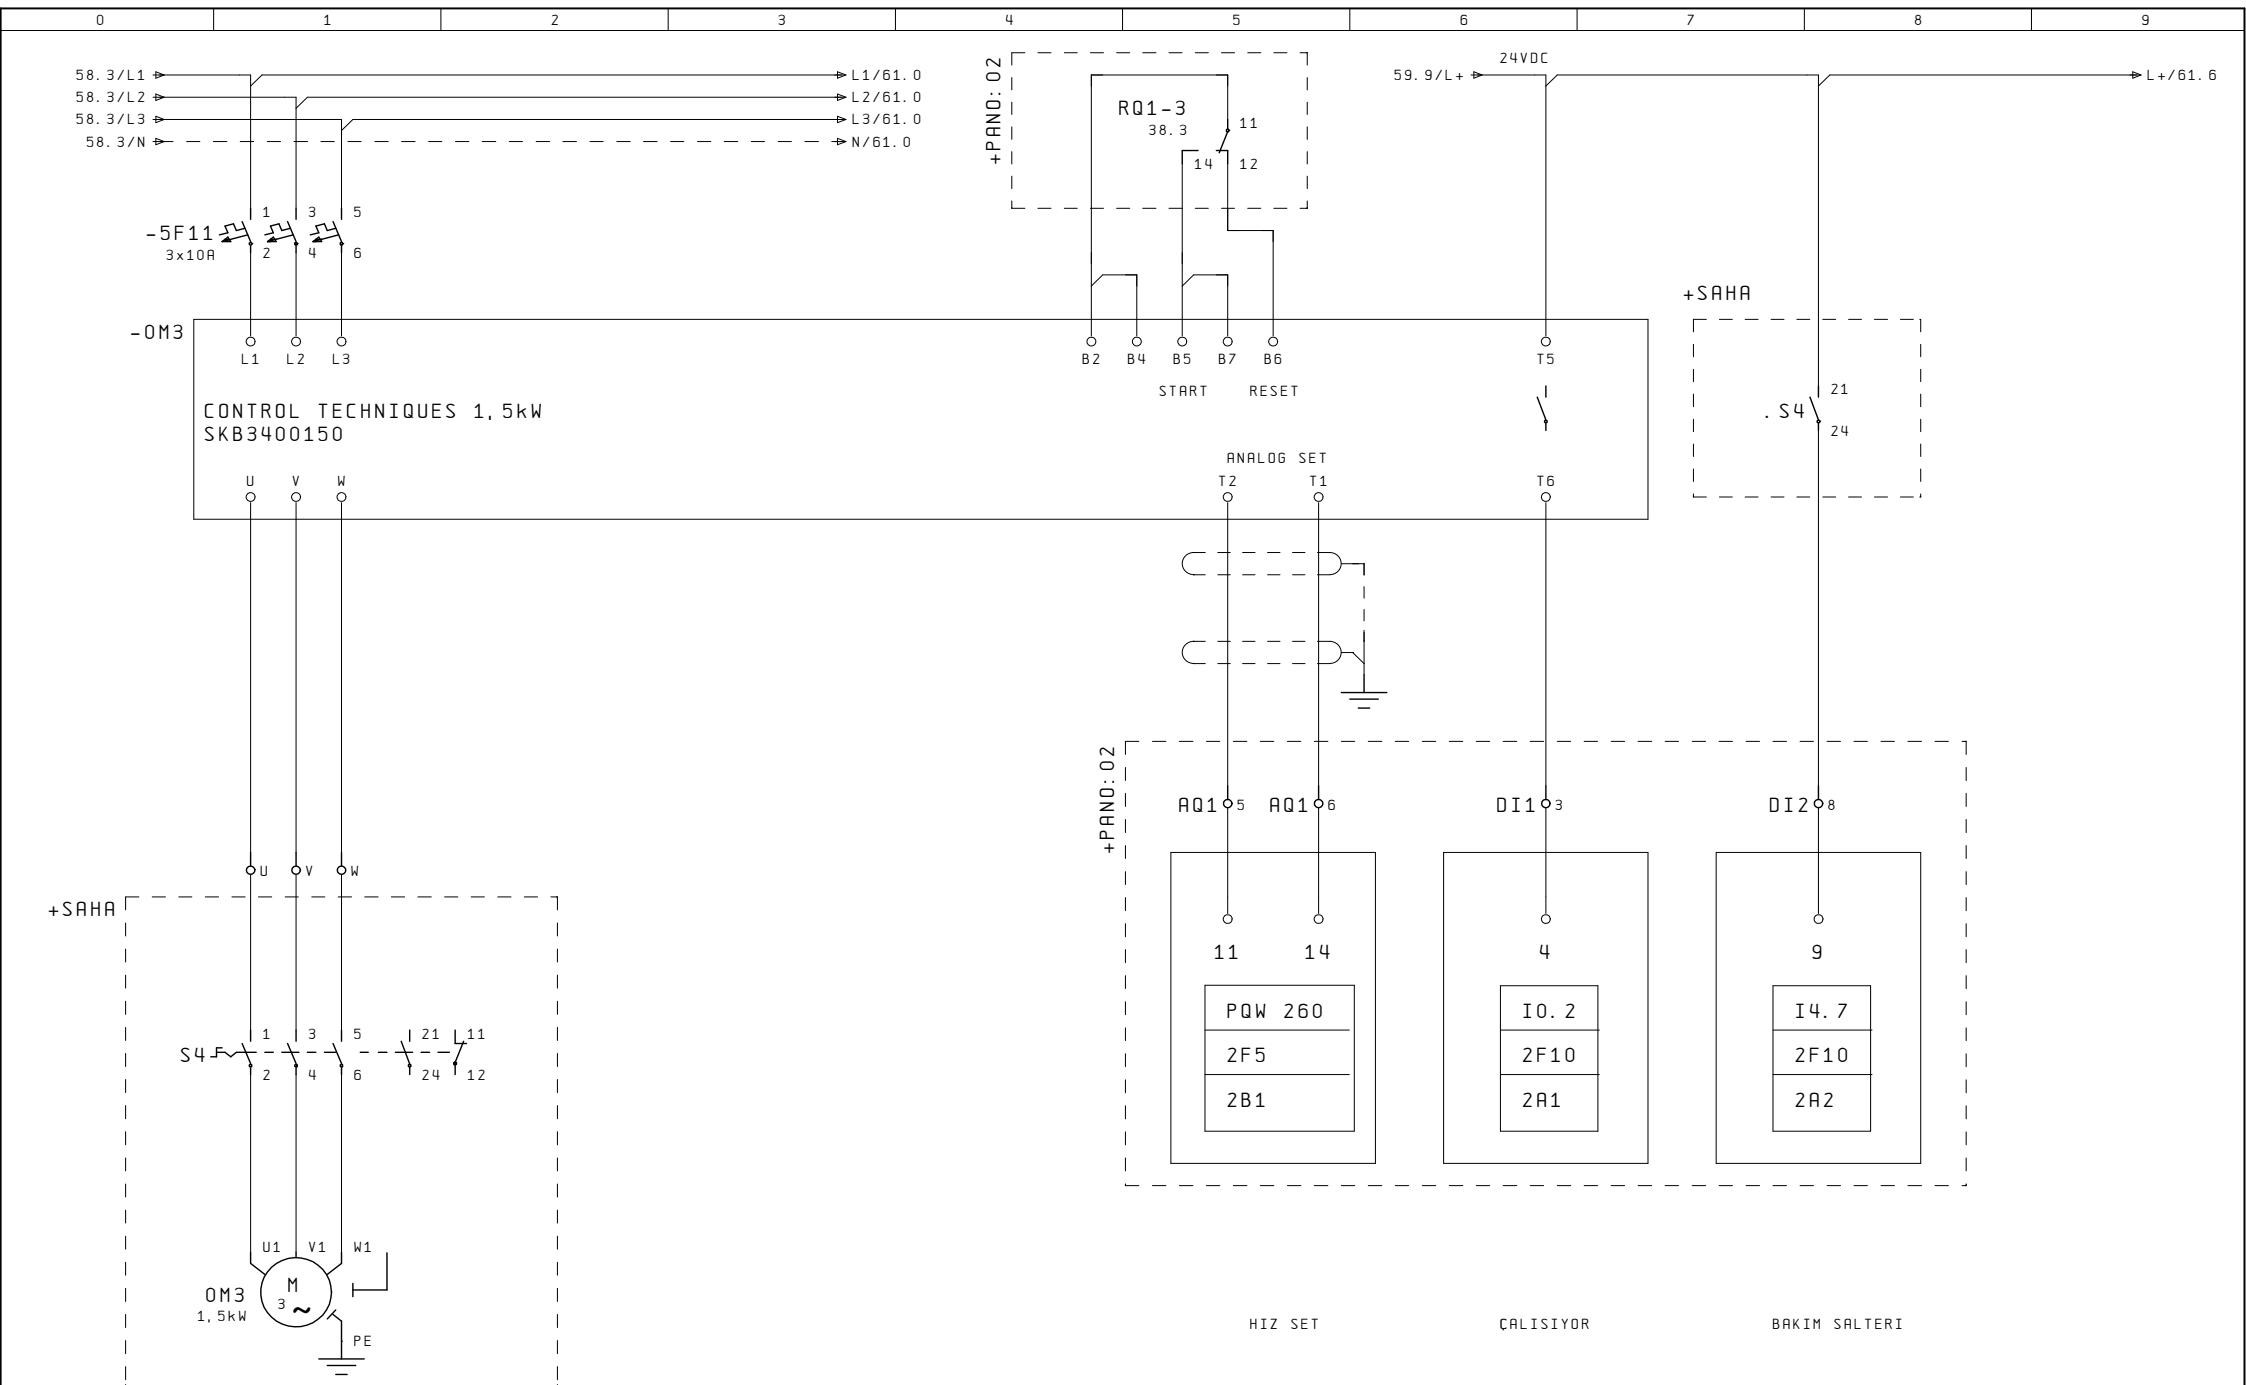 0 1 2 3 4 5 6 7 8 9
58.3/L1 L1/61.0
58.3/L2 L2/61.0
58.3/L3 L3/61.0
58.3/N N/61.0
+PANO:02
RQ1-3
38.3
11
14 12
24VDC
59.9/L+ L+/61.6
-5F11
3x10A
1 3 5
2 4 6
+SAHA
-OM3
L1 L2 L3
B2 B4 B5 B7 B6
T5
START RESET
CONTROL TECHNIQUES 1,5kW
SKB3400150
.S4
21
24
ANALOG SET
U V W
T2 T1 T6
+PANO:02
AQ1 5 AQ1 6 DI1 3 DI2 8
U V W
+SAHA
11 14 4 9
PQW 260 I0.2 I4.7
2F5 2F10 2F10
2B1 2A1 2A2
S4
1 3 5 21 11
2 4 6 24 12
U1 V1 W1
M
3 ~
OM3
1,5kW
PE
HIZ SET ÇALISIYOR BAKIM SALTERI